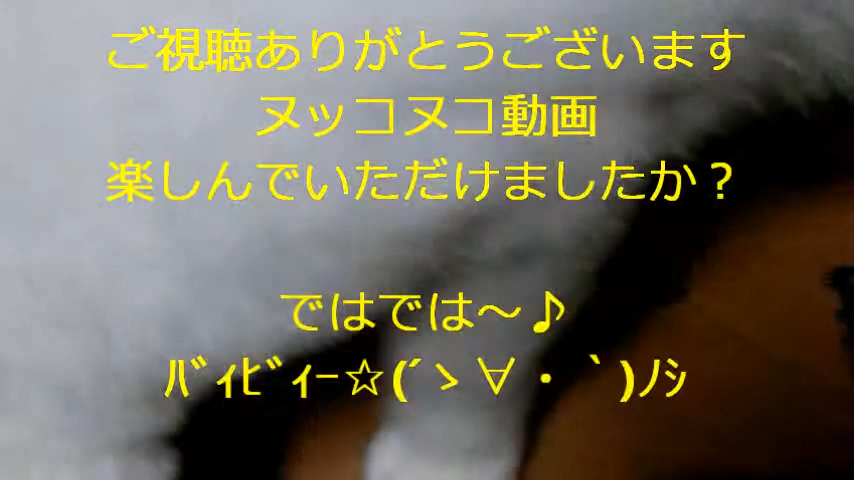 ご視聴ありがとうございます
ヌッコヌコ動画
楽しんでいただけましたか？
ではでは～♪
ﾊﾞｨﾋﾞｨｰ☆(´ゝ∀・｀)ﾉｼ